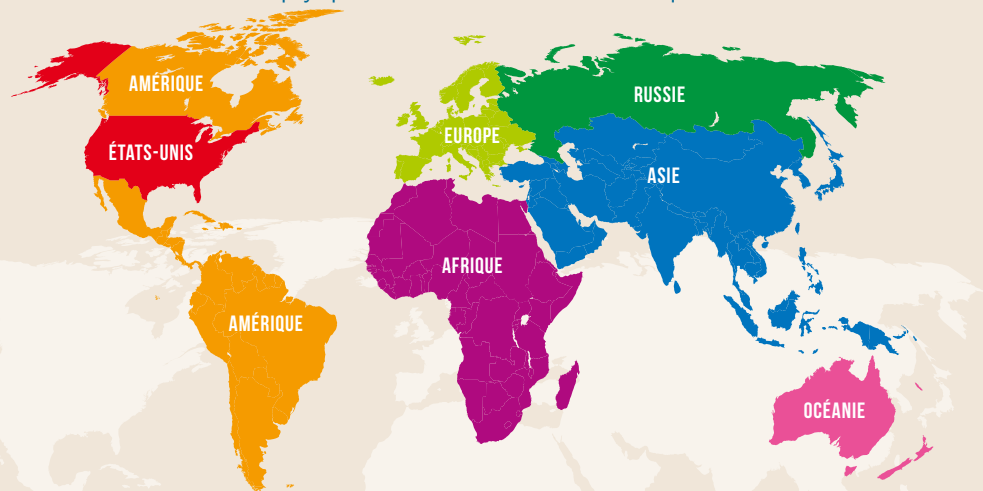 AMÉRIQUE
RUSSIE
EUROPE
ÉTATS-UNIS
ASIE
AFRIQUE
AMÉRIQUE
OCÉANIE